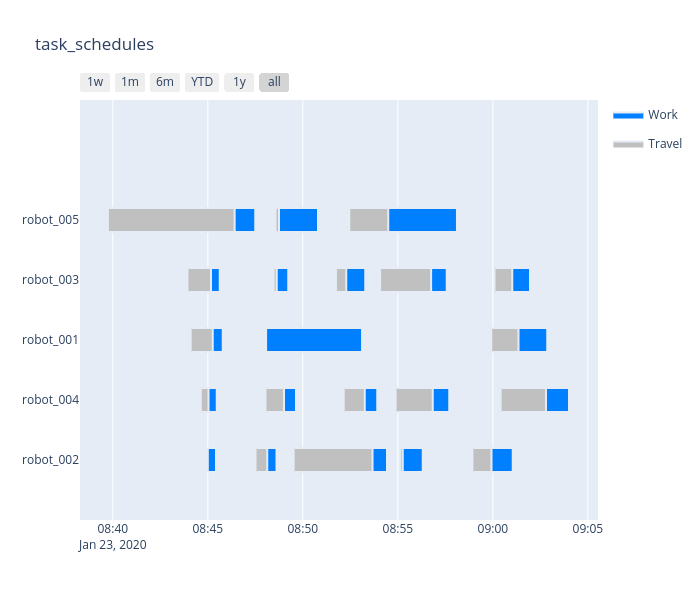 task_schedules
1w 1m 6m YTD 1y all
Work
Travel
robot_005
robot_003
robot_001
robot_004
robot_002
08:40 08:45 08:50 08:55 09:00 09:05
Jan 23, 2020